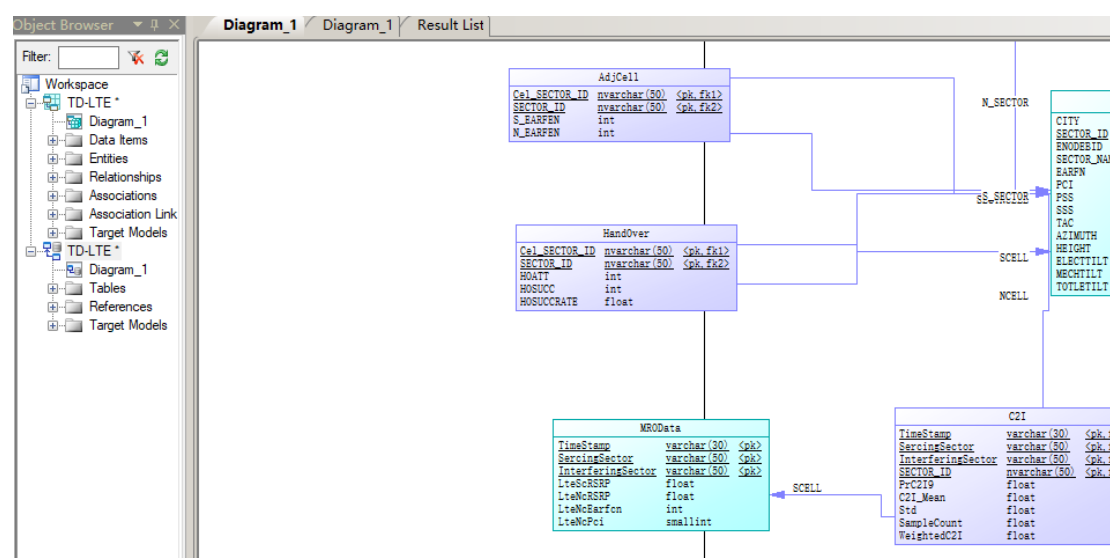 Object Browser
Diagram_1 Diagram_1 Result List
Filter:
Workspace
TD-LTE *
Diagram_1
Data Items
Entities
Relationships
Associations
Association Link
Target Models
TD-LTE *
Diagram_1
Tables
References
Target Models
AdjCell
Cel_SECTOR_ID nvarchar(50) <pk,fk1>
SECTOR_ID nvarchar(50) <pk,fk2>
S_EARFEN int
N_EARFEN int
HandOver
Cel_SECTOR_ID nvarchar(50) <pk,fk1>
SECTOR_ID nvarchar(50) <pk,fk2>
HOATT int
HOSUCC int
HOSUCCRATE float
MROData
TimeStamp varchar(30) <pk>
SercingSector varchar(50) <pk>
InterferingSector varchar(50) <pk>
LteScRSRP float
LteNcRSRP float
LteNcEarfcn int
LteNcPci smallint
N_SECTOR
SCELL
NCELL
SCELL
CITY
SECTOR_ID
ENODEBID
SECTOR_NAM
EARFN
PCI
PSS
SSS
TAC
AZIMUTH
HEIGHT
ELECTTILT
MECHTILT
TOTLETILT
C2I
TimeStamp varchar(30) <pk,
SercingSector varchar(50) <pk,
InterferingSector varchar(50) <pk,
SECTOR_ID nvarchar(50) <pk,
PrC2I9 float
C2I_Mean float
Std float
SampleCount float
WeightedC2I float